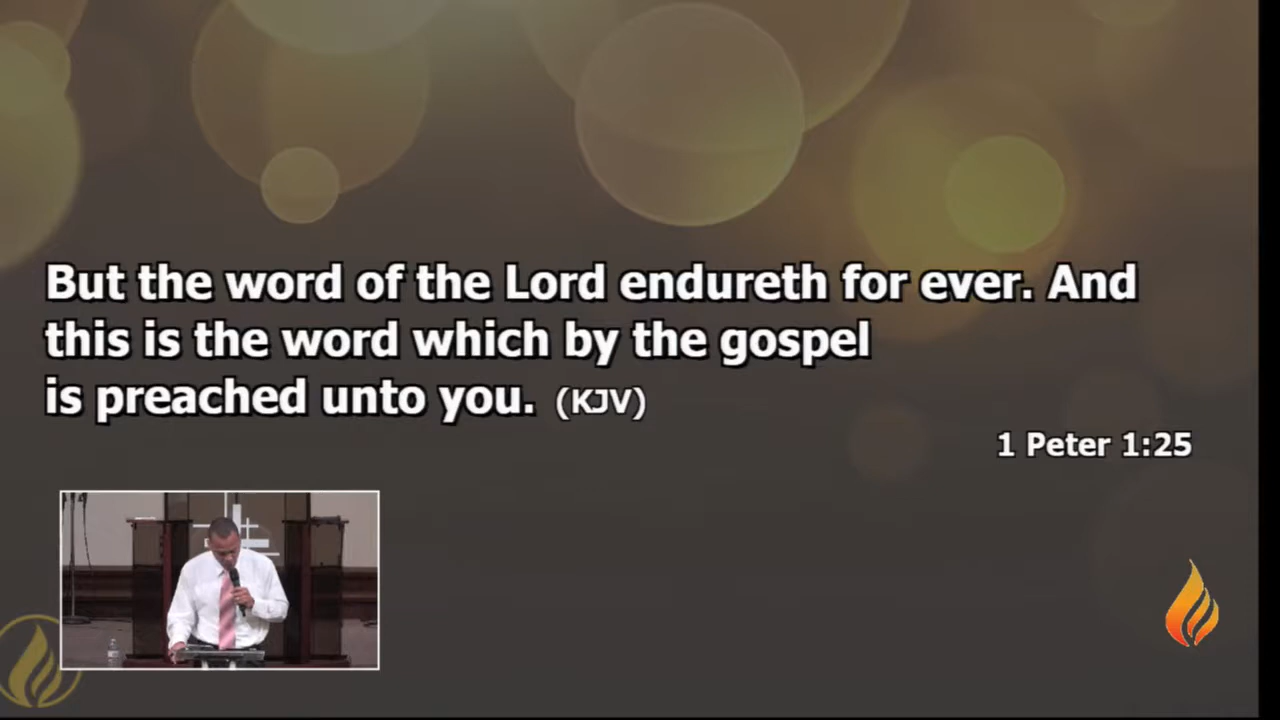 But the word of the Lord endureth for ever. And
this is the word which by the gospel
is preached unto you. (KJV)
1 Peter 1:25